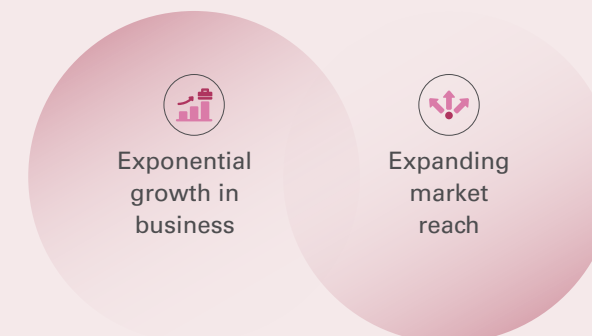 Exponential
growth in
business
Expanding
market
reach